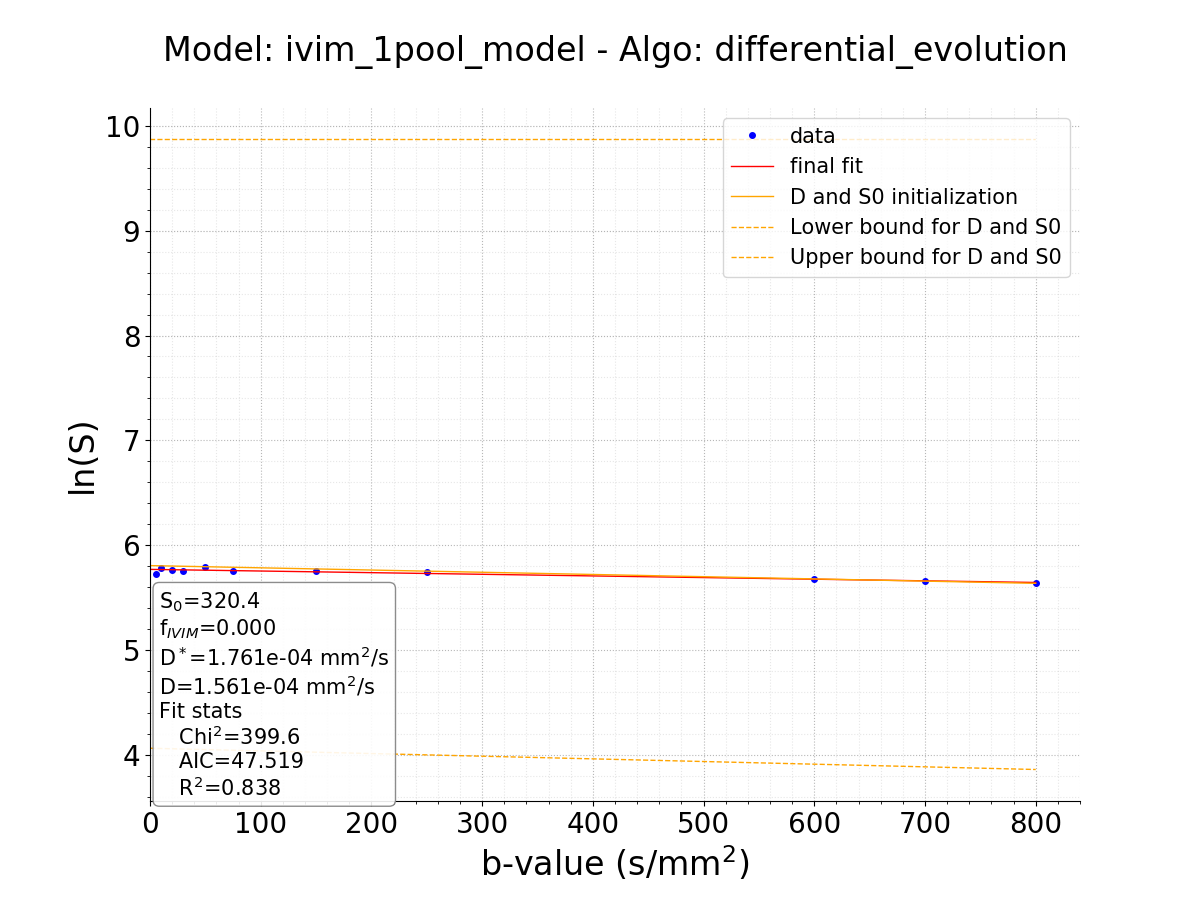 Model: ivim_1pool_model - Algo: differential_evolution
10
9
8
7
6
5
4
ln(S)
data
final fit
D and S0 initialization
Lower bound for D and S0
Upper bound for D and S0
S₀=320.4
f_IVIM=0.000
D*=1.761e-04 mm²/s
D=1.561e-04 mm²/s
Fit stats
Chi²=399.6
AIC=47.519
R²=0.838
0 100 200 300 400 500 600 700 800
b-value (s/mm²)